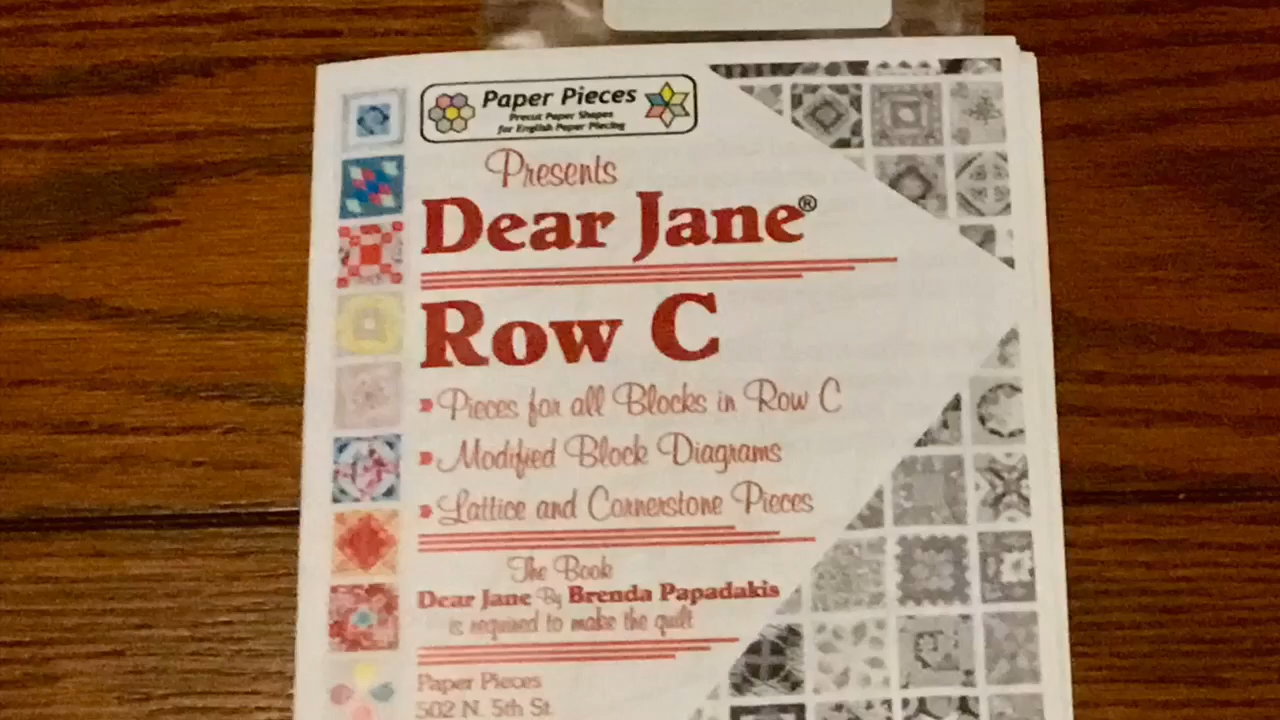 Paper Pieces
Precut Paper Shapes
for English Paper Piecing
Presents
Dear Jane®
Row C
» Pieces for all Blocks in Row C
» Modified Block Diagrams
» Lattice and Cornerstone Pieces
The Book
Dear Jane By Brenda Papadakis
is required to make the quilt
Paper Pieces
502 N. 5th St.